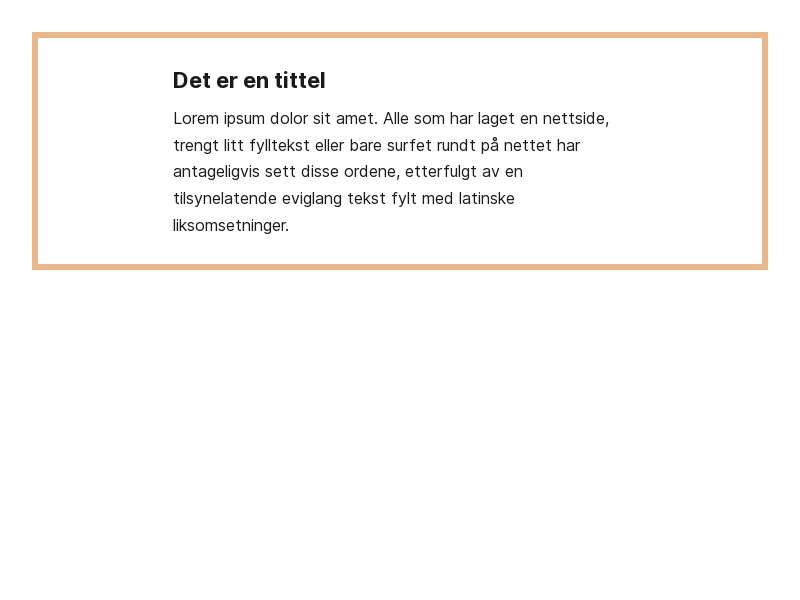 Det er en tittel
Lorem ipsum dolor sit amet. Alle som har laget en nettside,
trengt litt fylltekst eller bare surfet rundt på nettet har
antageligvis sett disse ordene, etterfulgt av en
tilsynelatende eviglang tekst fylt med latinske
liksomsetninger.